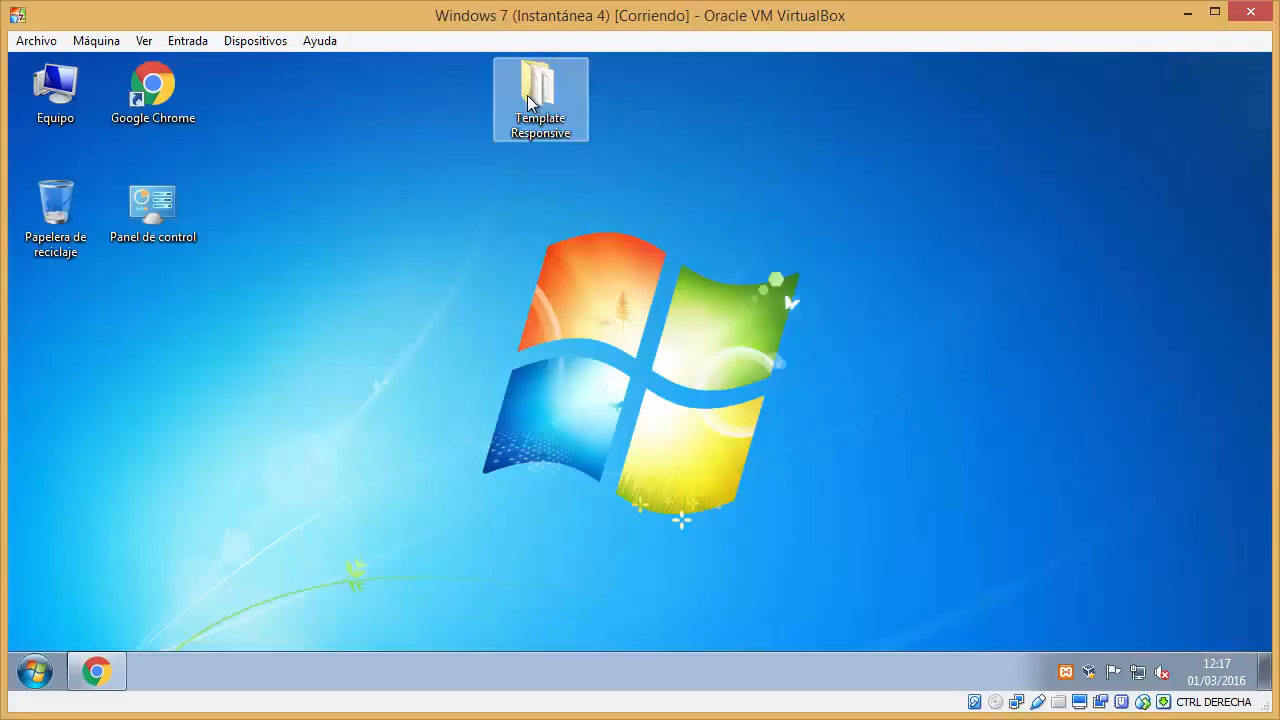 Windows 7 (Instantánea 4) [Corriendo] - Oracle VM VirtualBox
Archivo Máquina Ver Entrada Dispositivos Ayuda
Equipo
Google Chrome
Template
Responsive
Papelera de
reciclaje
Panel de control
12:17
01/03/2016
CTRL DERECHA